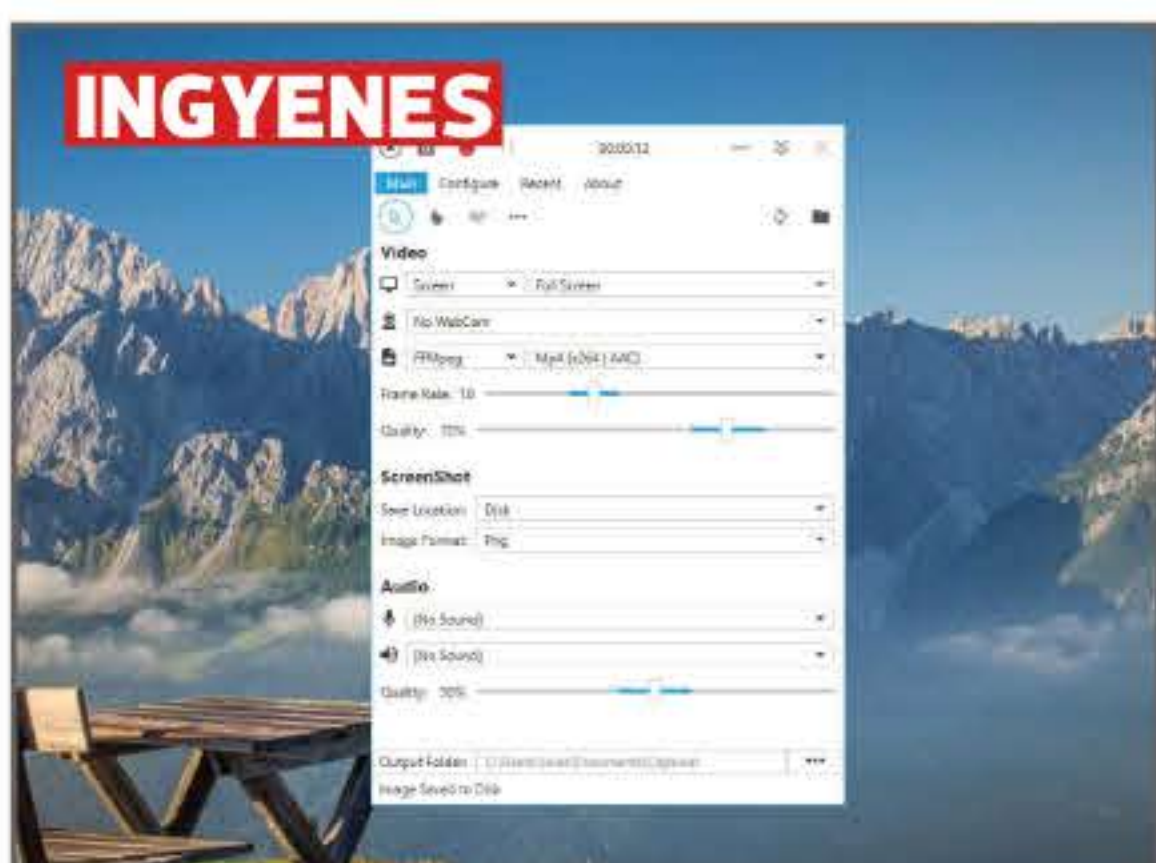 INGYENES
00:00:12
Main Configure Recent About
Video
Screen Full Screen
No WebCam
FFMpeg Mp4 (x264 | AAC)
Frame Rate: 10
Quality: 70%
ScreenShot
Save Location: Disk
Image Format: Png
Audio
(No Sound)
(No Sound)
Quality: 50%
Output Folder
Image Saved to Disk